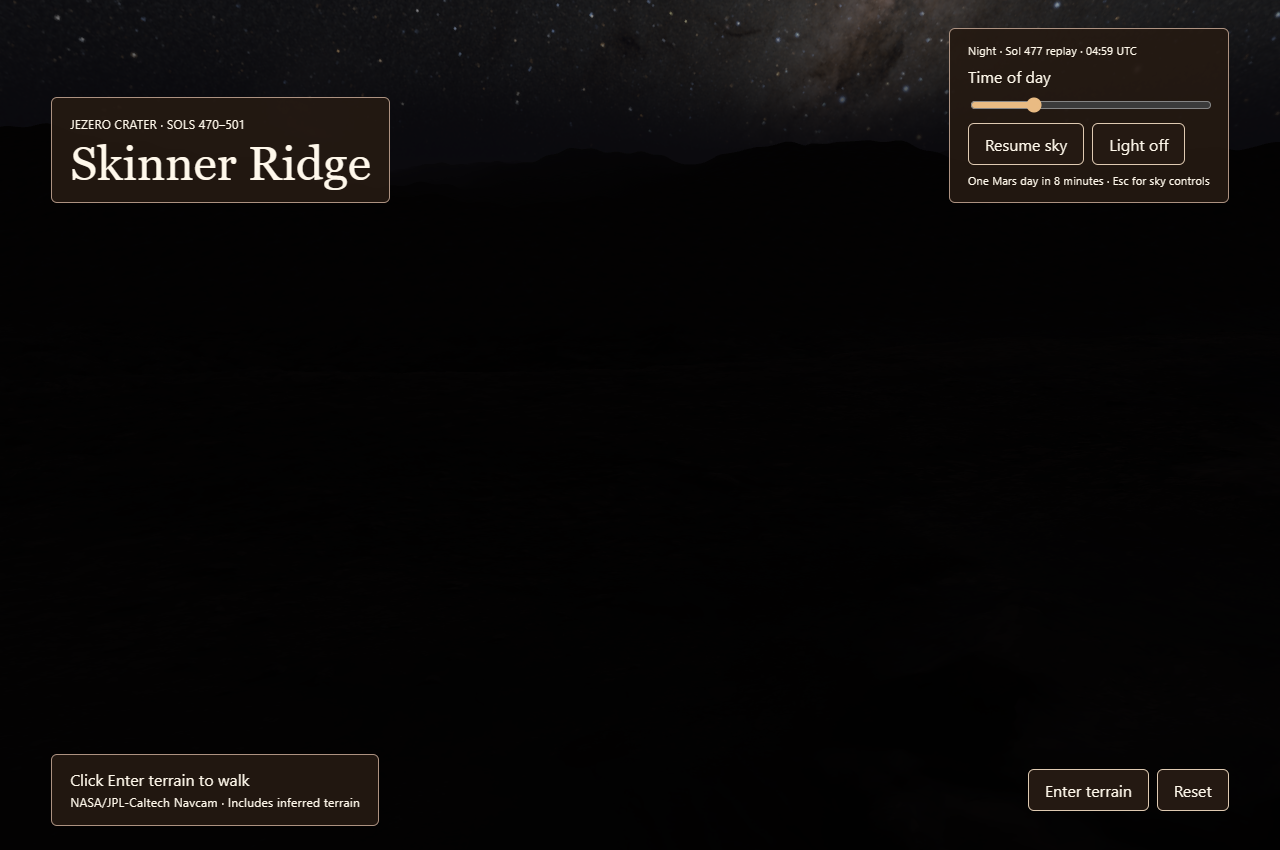 JEZERO CRATER · SOLS 470–501
Skinner Ridge
Night · Sol 477 replay · 04:59 UTC
Time of day
Resume sky
Light off
One Mars day in 8 minutes · Esc for sky controls
Click Enter terrain to walk
NASA/JPL-Caltech Navcam · Includes inferred terrain
Enter terrain
Reset